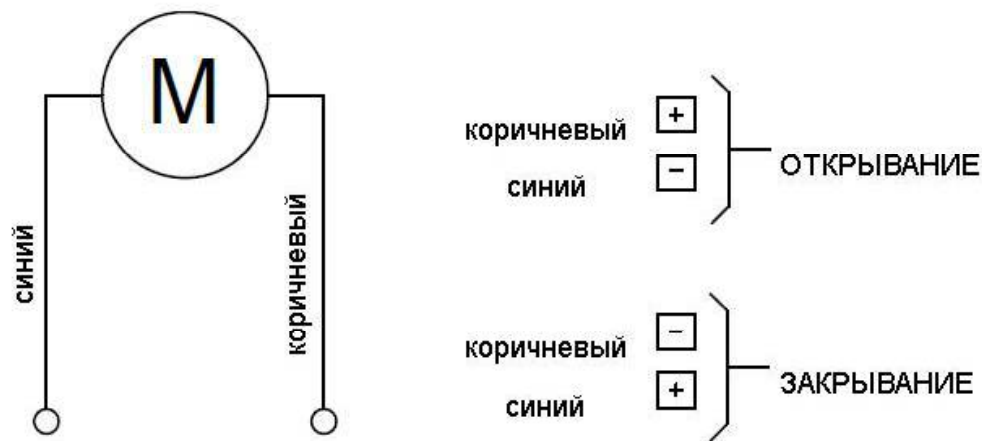 M
синий
коричневый
коричневый +
синий −
ОТКРЫВАНИЕ
коричневый −
синий +
ЗАКРЫВАНИЕ